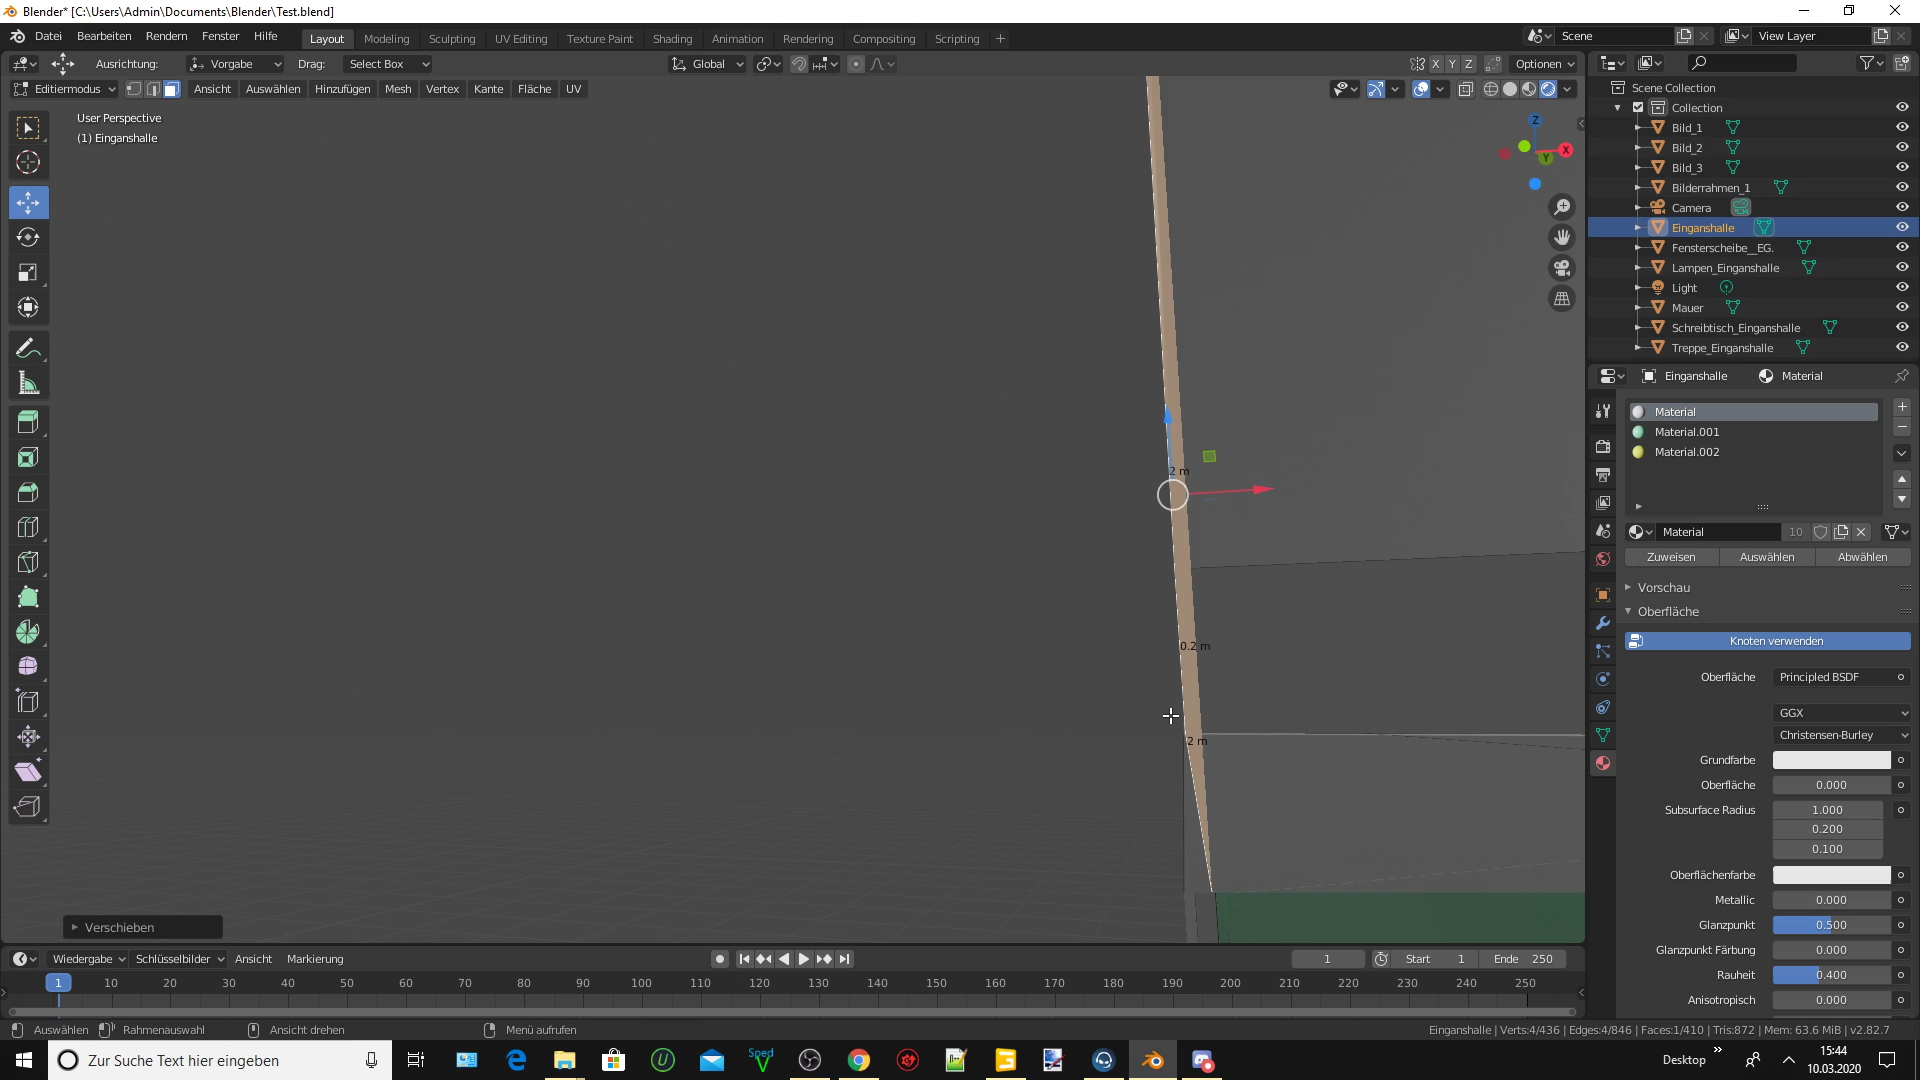 Blender* [C:\Users\Admin\Documents\Blender\Test.blend]
Datei Bearbeiten Rendern Fenster Hilfe Layout Modeling Sculpting UV Editing Texture Paint Shading Animation Rendering Compositing Scripting + Scene View Layer
Ausrichtung: Vorgabe Drag: Select Box Global X Y Z Optionen
Editiermodus Ansicht Auswählen Hinzufügen Mesh Vertex Kante Fläche UV
User Perspective
(1) Einganshalle
Z
X
Y
2 m
0.2 m
2 m
Verschieben
Scene Collection
Collection
Bild_1
Bild_2
Bild_3
Bilderrahmen_1
Camera
Einganshalle
Fensterscheibe__EG.
Lampen_Einganshalle
Light
Mauer
Schreibtisch_Einganshalle
Treppe_Einganshalle
Einganshalle Material
Material
Material.001
Material.002
Material 10
Zuweisen Auswählen Abwählen
Vorschau
Oberfläche
Knoten verwenden
Oberfläche Principled BSDF
GGX
Christensen-Burley
Grundfarbe
Oberfläche 0.000
Subsurface Radius 1.000
0.200
0.100
Oberflächenfarbe
Metallic 0.000
Glanzpunkt 0.500
Glanzpunkt Färbung 0.000
Rauheit 0.400
Anisotropisch 0.000
Wiedergabe Schlüsselbilder Ansicht Markierung 1 Start 1 Ende 250
1 10 20 30 40 50 60 70 80 90 100 110 120 130 140 150 160 170 180 190 200 210 220 230 240 250
Auswählen Rahmenauswahl Ansicht drehen Menü aufrufen Einganshalle | Verts:4/436 | Edges:4/846 | Faces:1/410 | Tris:872 | Mem: 63.6 MiB | v2.82.7
Zur Suche Text hier eingeben Sped V Desktop » 15:44
10.03.2020